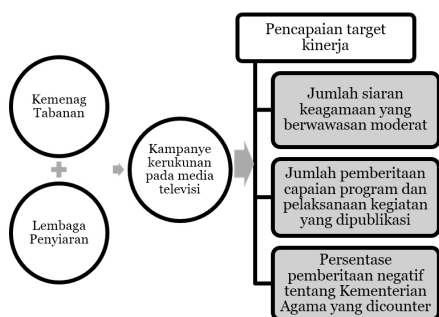 Kemenag
Tabanan
Lembaga
Penyiaran
Kampanye
kerukunan
pada media
televisi
Pencapaian target
kinerja
Jumlah siaran
keagamaan yang
berwawasan moderat
Jumlah pemberitaan
capaian program dan
pelaksanaan kegiatan
yang dipublikasi
Persentase
pemberitaan negatif
tentang Kementerian
Agama yang dicounter